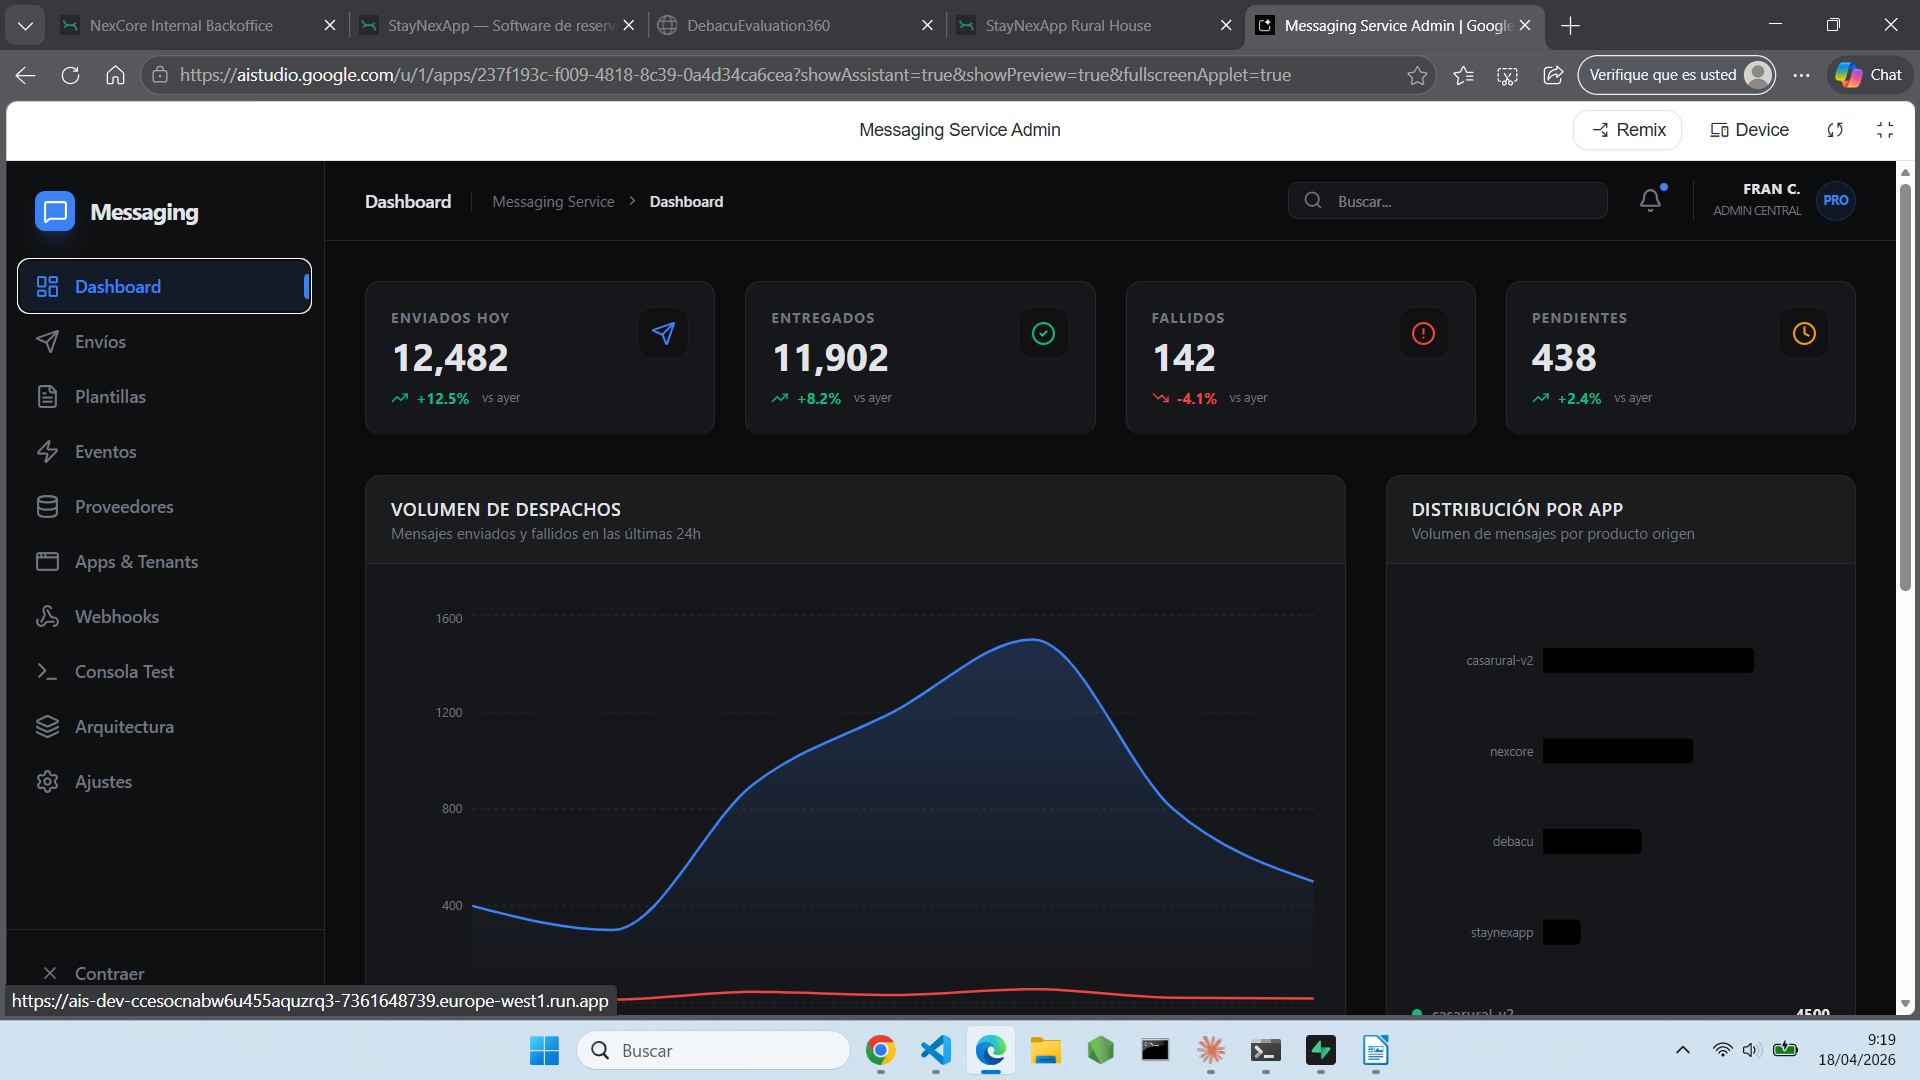 NexCore Internal Backoffice
StayNexApp — Software de reserv
DebacuEvaluation360
StayNexApp Rural House
Messaging Service Admin | Google
https://aistudio.google.com/u/1/apps/237f193c-f009-4818-8c39-0a4d34ca6cea?showAssistant=true&showPreview=true&fullscreenApplet=true
Verifique que es usted
Chat
Messaging Service Admin
Remix
Device
Messaging
Dashboard
Messaging Service > Dashboard
Buscar...
FRAN C.
ADMIN CENTRAL
PRO
Dashboard
Envíos
Plantillas
Eventos
Proveedores
Apps & Tenants
Webhooks
Consola Test
Arquitectura
Ajustes
Contraer
ENVIADOS HOY
12,482
+12.5% vs ayer
ENTREGADOS
11,902
+8.2% vs ayer
FALLIDOS
142
-4.1% vs ayer
PENDIENTES
438
+2.4% vs ayer
VOLUMEN DE DESPACHOS
Mensajes enviados y fallidos en las últimas 24h
1600
1200
800
400
DISTRIBUCIÓN POR APP
Volumen de mensajes por producto origen
casarural-v2
nexcore
debacu
staynexapp
casarural-v2 4500
https://ais-dev-ccesocnabw6u455aquzrq3-7361648739.europe-west1.run.app
Buscar
9:19
18/04/2026